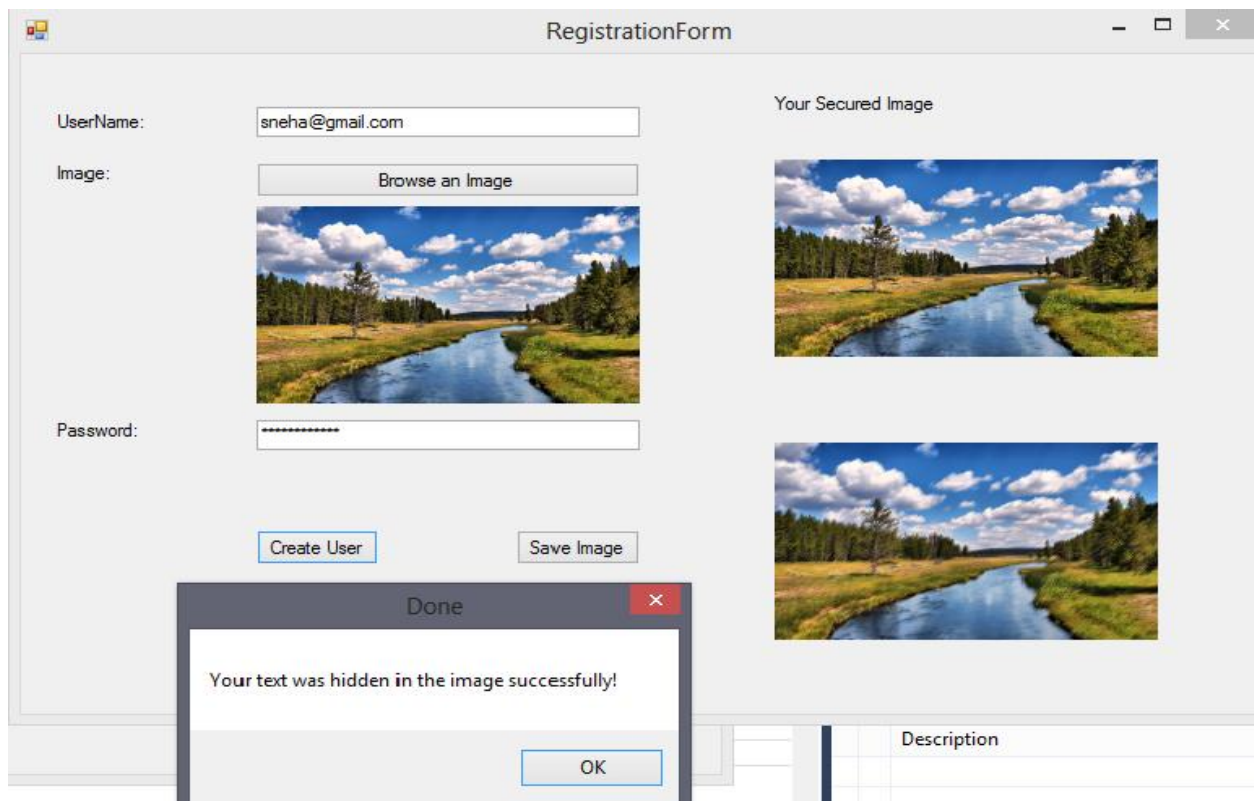 RegistrationForm
UserName:
sneha@gmail.com
Image:
Browse an Image
Password:
************
Create User
Save Image
Your Secured Image
Done
Your text was hidden in the image successfully!
OK
Description